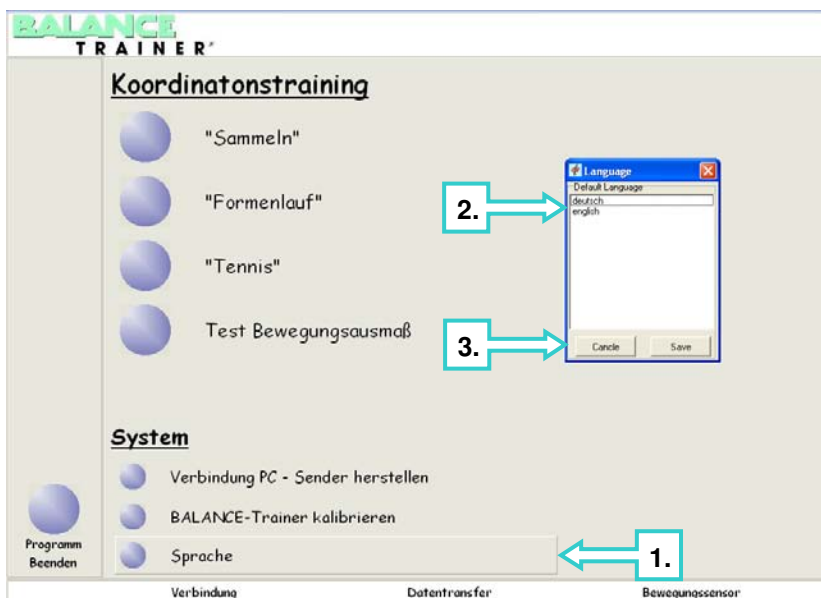 BALANCE
TRAINER
Koordinatonstraining
"Sammeln"
"Formenlauf"
"Tennis"
Test Bewegungsausmaß
Language
Default Language
deutsch
english
Cancle Save
2.
3.
System
Verbindung PC - Sender herstellen
BALANCE-Trainer kalibrieren
Sprache
1.
Programm
Beenden
Verbindung Datentransfer Bewegungssensor